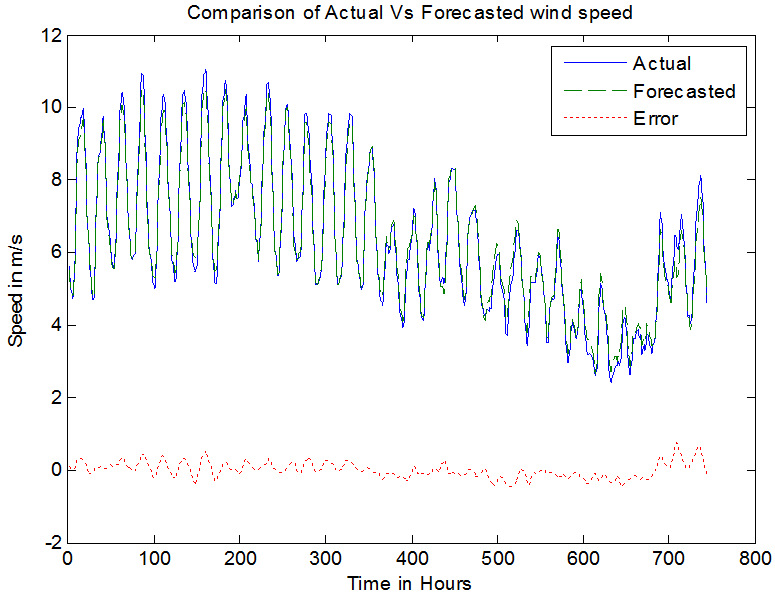 Comparison of Actual Vs Forecasted wind speed
12
10
8
6
4
2
0
-2
Speed in m/s
Actual
Forecasted
Error
0 100 200 300 400 500 600 700 800
Time in Hours